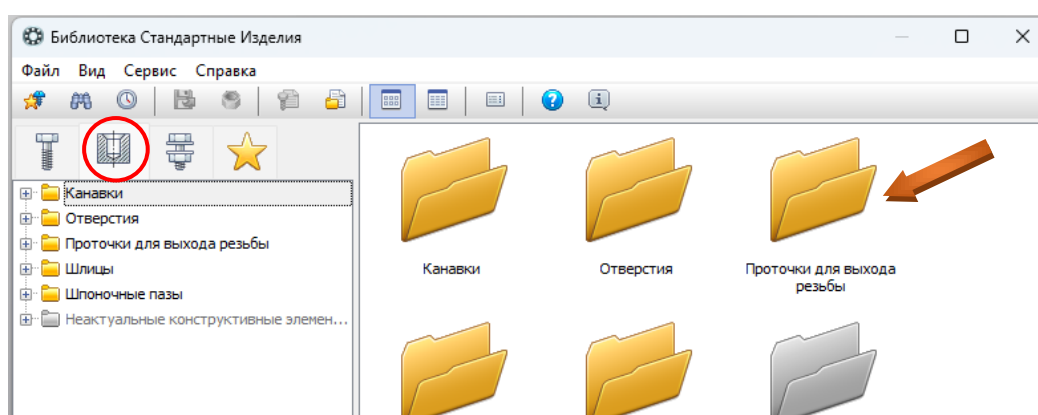 Библиотека Стандартные Изделия
Файл Вид Сервис Справка
Канавки
Отверстия
Проточки для выхода резьбы
Шлицы
Шпоночные пазы
Неактуальные конструктивные элемен...
Канавки
Отверстия
Проточки для выхода
резьбы